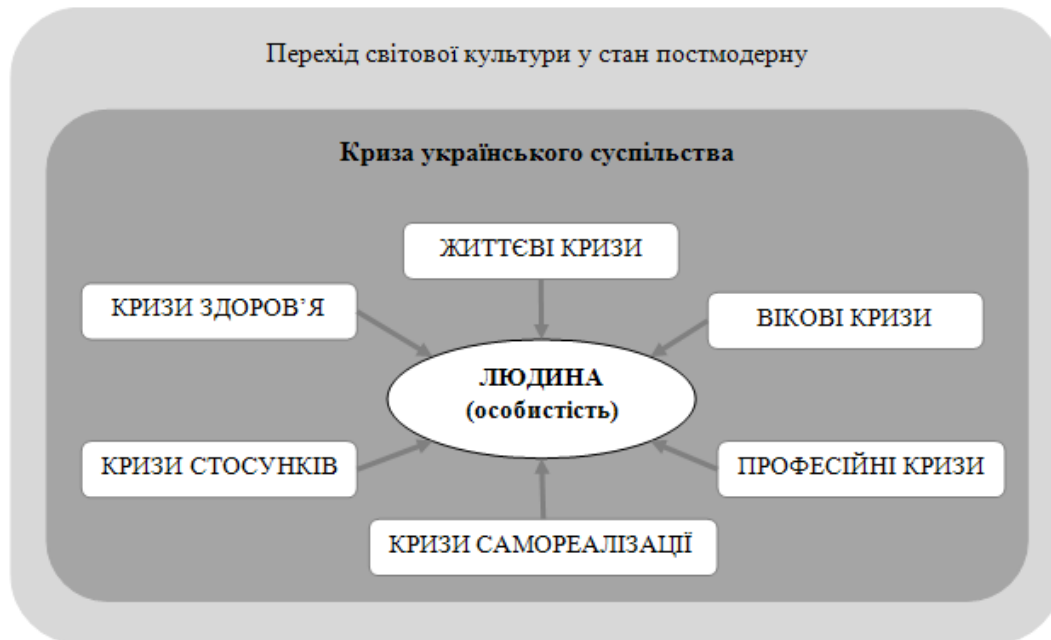 Перехід світової культури у стан постмодерну
Криза українського суспільства
ЖИТТЄВІ КРИЗИ
КРИЗИ ЗДОРОВ’Я
ВІКОВІ КРИЗИ
ЛЮДИНА
(особистість)
КРИЗИ СТОСУНКІВ
ПРОФЕСІЙНІ КРИЗИ
КРИЗИ САМОРЕАЛІЗАЦІЇ